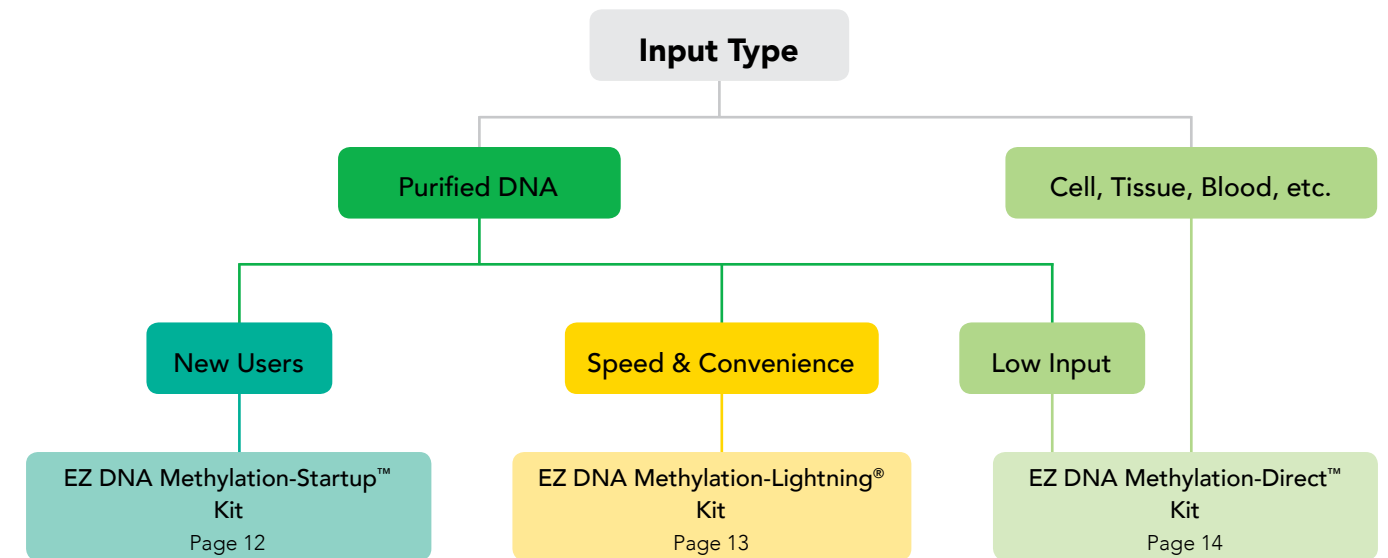 Input Type
Purified DNA
Cell, Tissue, Blood, etc.
New Users
Speed & Convenience
Low Input
EZ DNA Methylation-Startup™
Kit
Page 12
EZ DNA Methylation-Lightning®
Kit
Page 13
EZ DNA Methylation-Direct™
Kit
Page 14